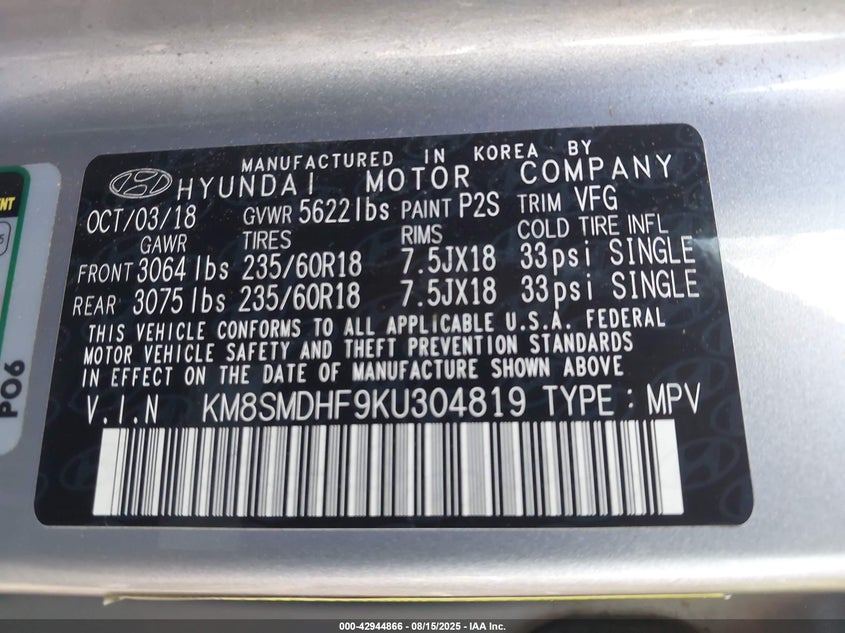 MANUFACTURED IN KOREA BY
HYUNDAI MOTOR COMPANY
OCT/03/18 GVWR 5622lbs PAINT P2S TRIM VFG
GAWR TIRES RIMS COLD TIRE INFL
FRONT 3064lbs 235/60R18 7.5JX18 33psi SINGLE
REAR 3075lbs 235/60R18 7.5JX18 33psi SINGLE
THIS VEHICLE CONFORMS TO ALL APPLICABLE U.S.A. FEDERAL
MOTOR VEHICLE SAFETY AND THEFT PREVENTION STANDARDS
IN EFFECT ON THE DATE OF MANUFACTURE SHOWN ABOVE
V.I.N KM8SMDHF9KU304819 TYPE : MPV
P06
000-42944866 - 08/15/2025 - IAA Inc.